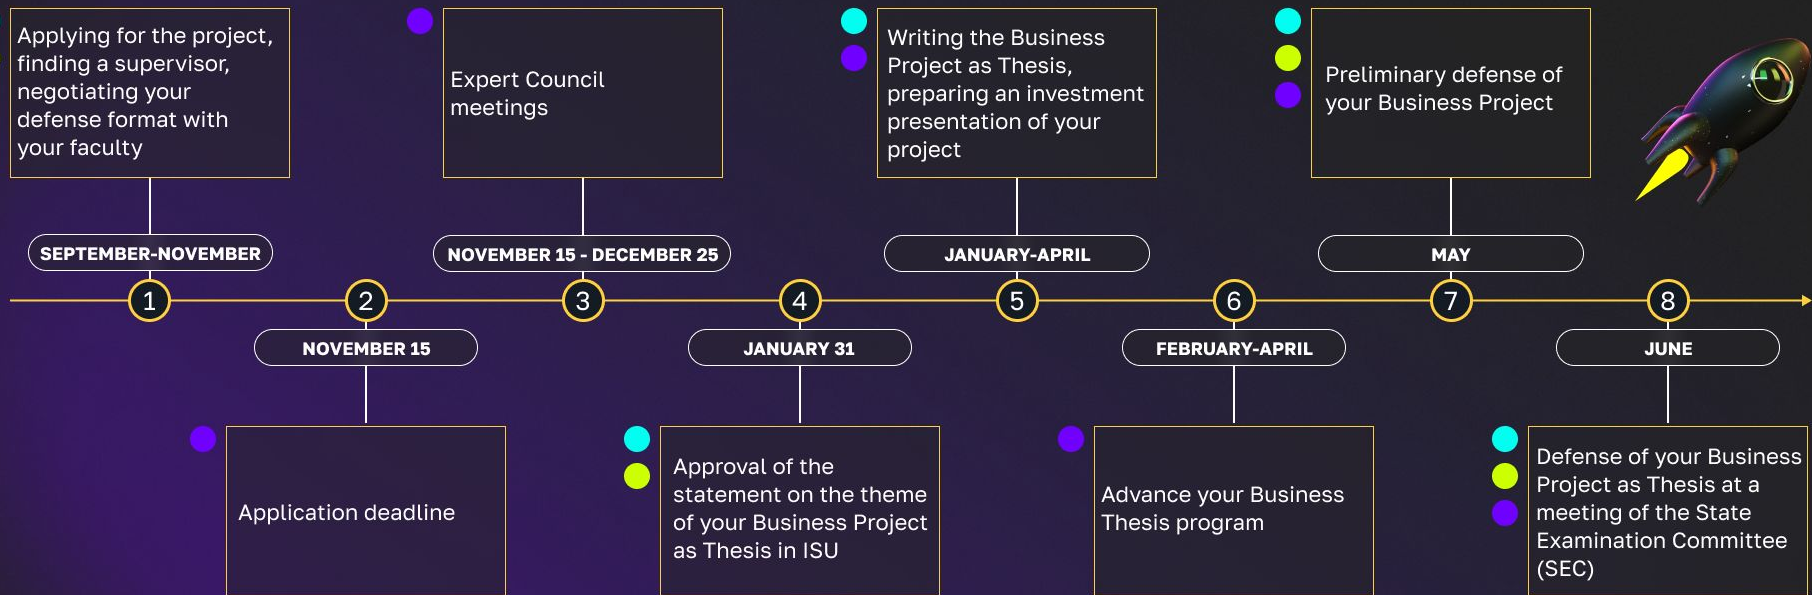 Applying for the project,
finding a supervisor,
negotiating your
defense format with
your faculty
Expert Council
meetings
Writing the Business
Project as Thesis,
preparing an investment
presentation of your
project
Preliminary defense of
your Business Project
SEPTEMBER-NOVEMBER
NOVEMBER 15 - DECEMBER 25
JANUARY-APRIL
MAY
1
2
3
4
5
6
7
8
NOVEMBER 15
JANUARY 31
FEBRUARY-APRIL
JUNE
Application deadline
Approval of the
statement on the theme
of your Business Project
as Thesis in ISU
Advance your Business
Thesis program
Defense of your Business
Project as Thesis at a
meeting of the State
Examination Committee
(SEC)